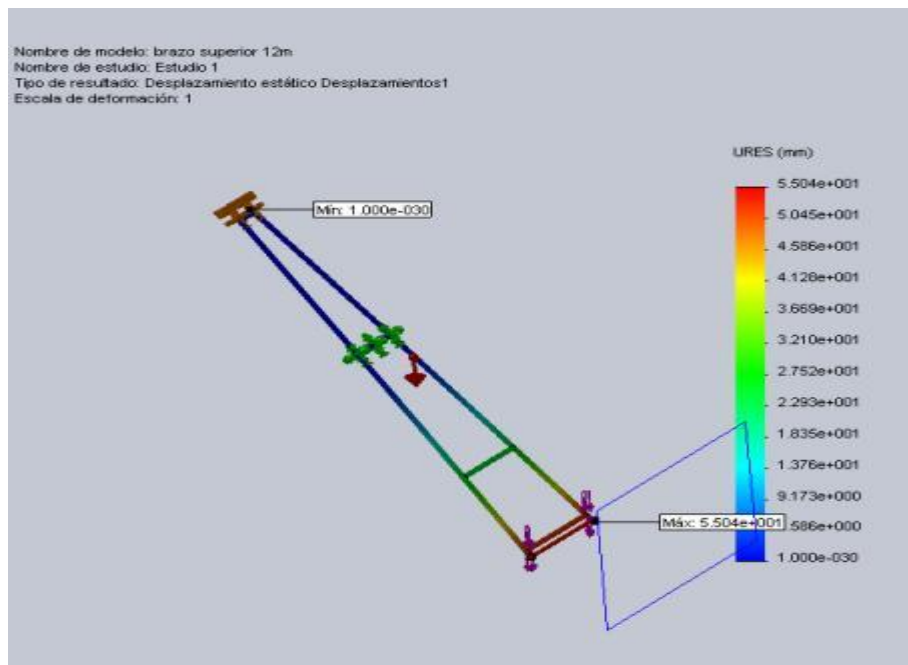 Nombre de modelo: brazo superior 12m
Nombre de estudio: Estudio 1
Tipo de resultado: Desplazamiento estático Desplazamientos1
Escala de deformación: 1
URES (mm)
5.504e+001
5.045e+001
4.586e+001
4.128e+001
3.669e+001
3.210e+001
2.752e+001
2.293e+001
1.835e+001
1.376e+001
9.173e+000
.586e+000
1.000e-030
Mín: 1.000e-030
Máx: 5.504e+001